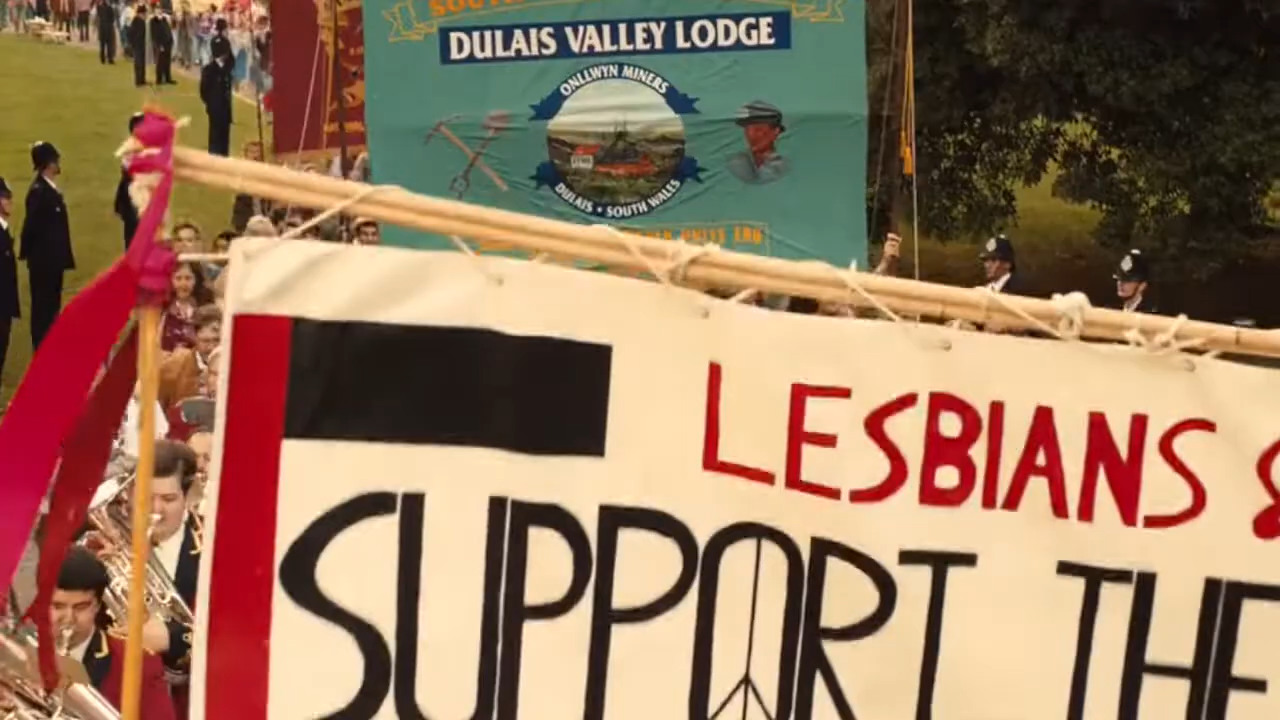 DULAIS VALLEY LODGE
ONLLWYN MINERS
DULAIS • SOUTH WALES
LESBIANS &
SUPPORT THE